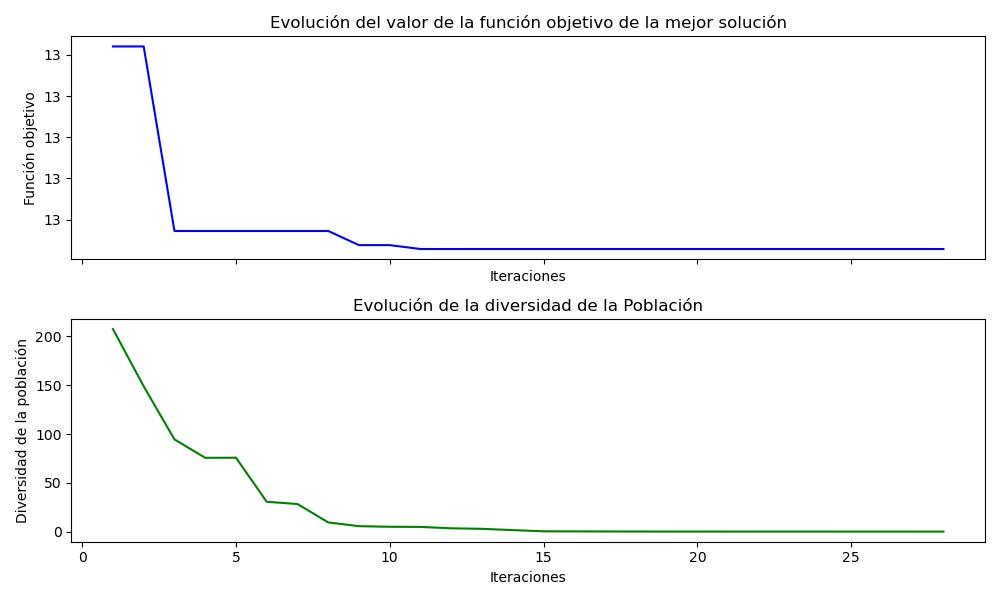 Evolución del valor de la función objetivo de la mejor solución
13
13
13
13
13
Función objetivo
Iteraciones
Evolución de la diversidad de la Población
200
150
100
50
0
Diversidad de la población
0 5 10 15 20 25
Iteraciones